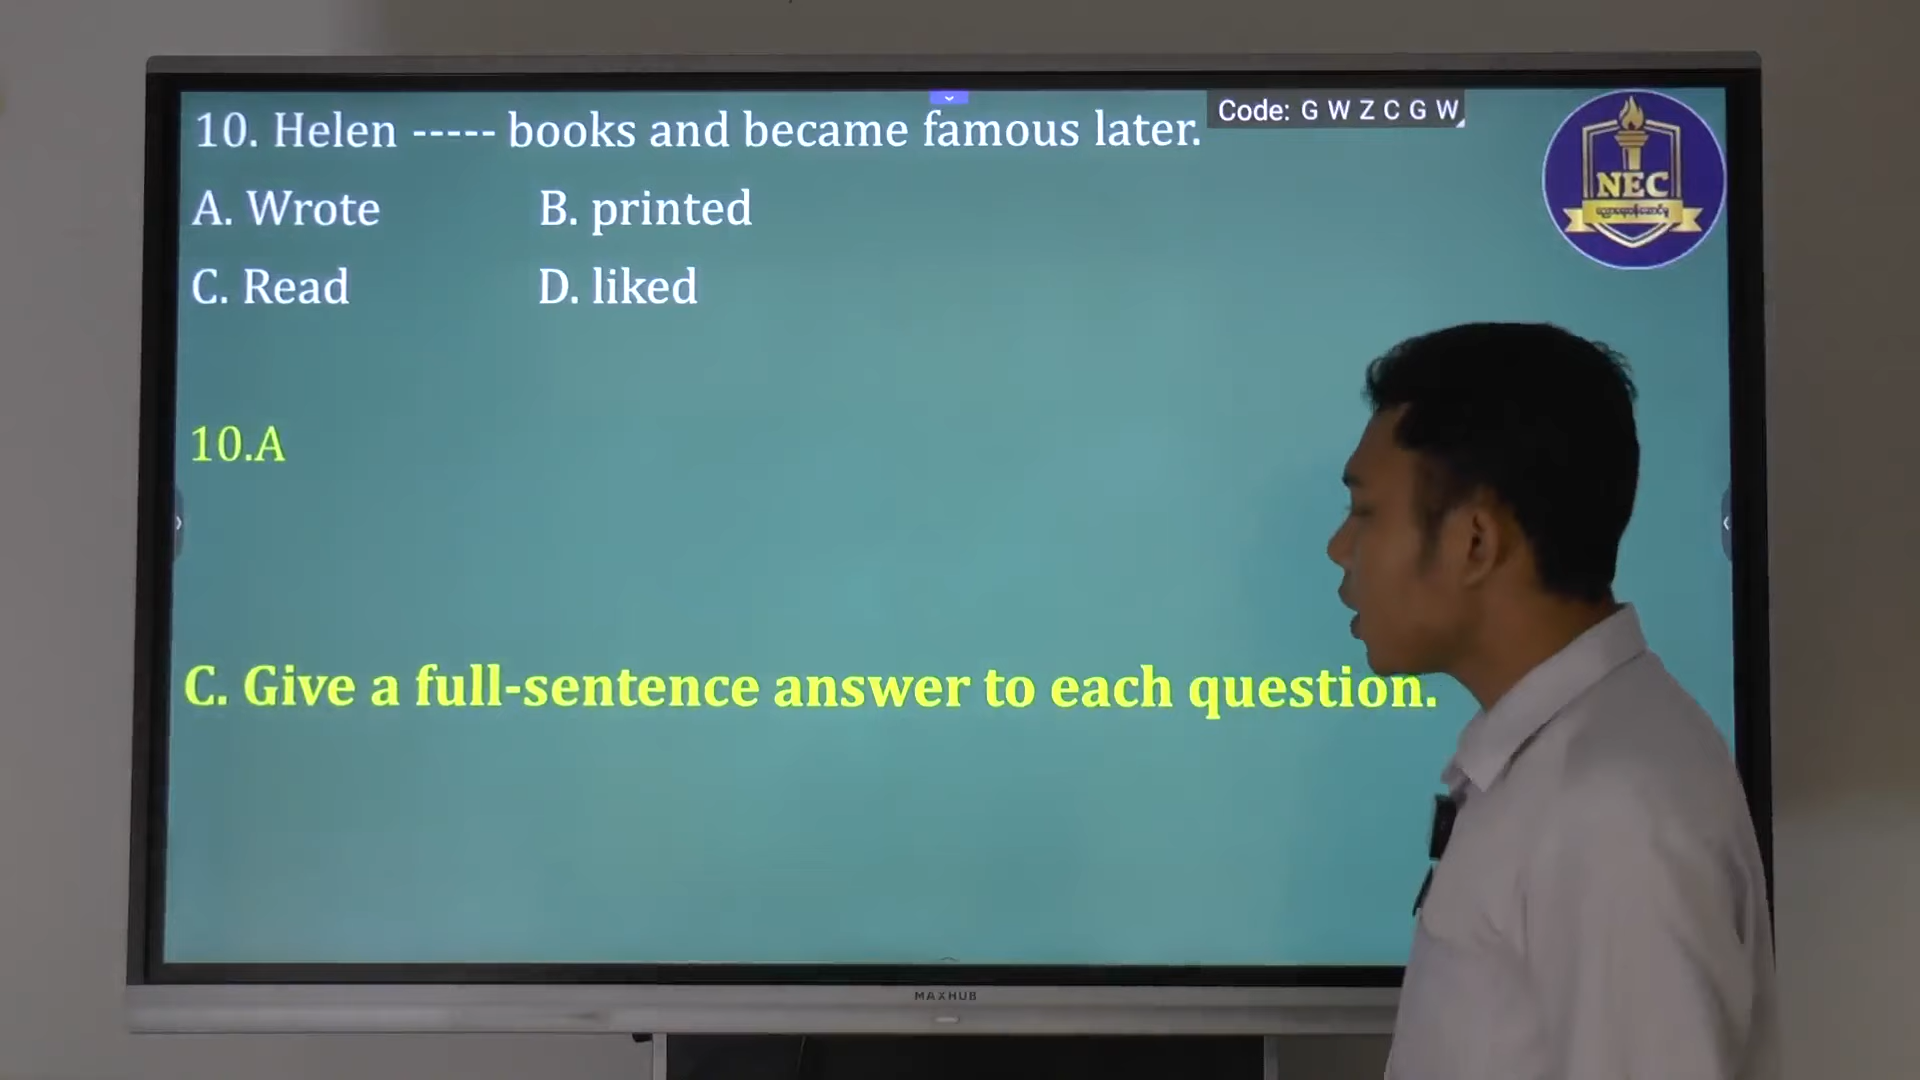 10. Helen ----- books and became famous later.
Code: G W Z C G W
A. Wrote B. printed
C. Read D. liked
NEC
10.A
C. Give a full-sentence answer to each question.
MAXHUB